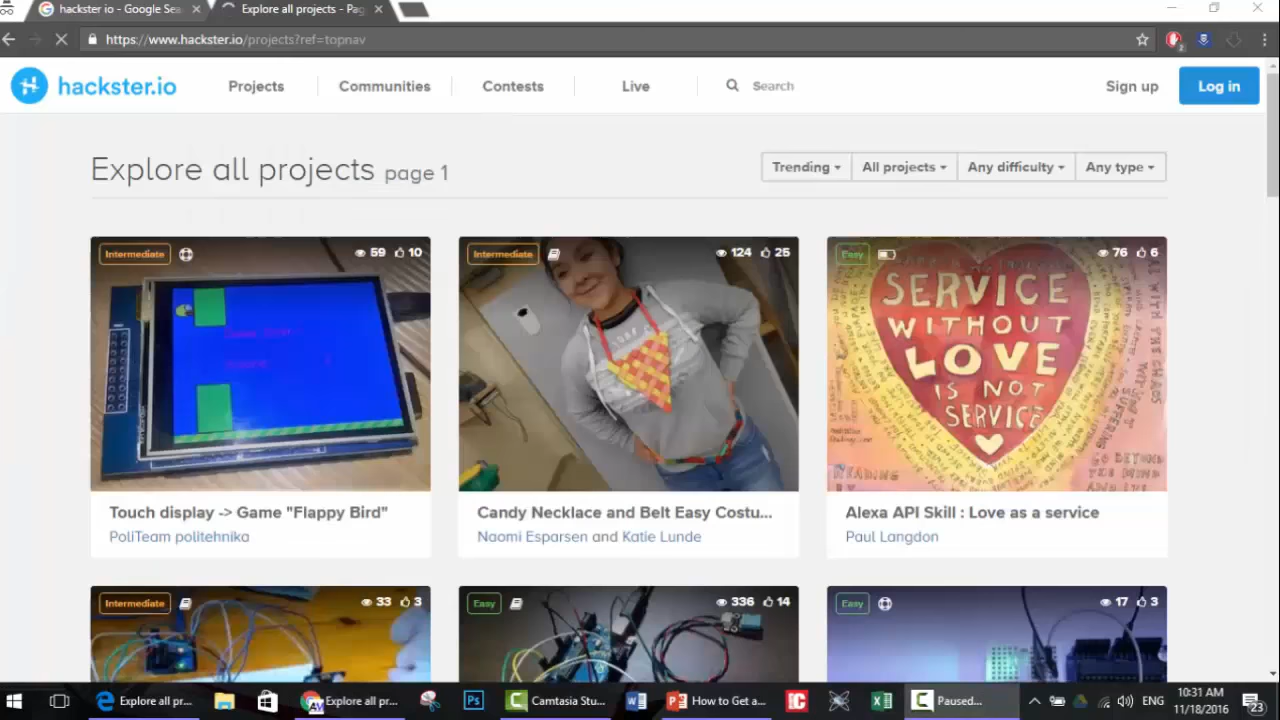 hackster io - Google Sea
Explore all projects - Pag
https://www.hackster.io/projects?ref=topnav
2
hackster.io
Projects
Communities
Contests
Live
Search
Sign up
Log in
Explore all projects page 1
Trending
All projects
Any difficulty
Any type
Intermediate
59
10
Intermediate
124
25
Easy
76
6
SERVICE
WITHOUT
LOVE
IS NOT
SERVICE
Touch display -> Game "Flappy Bird"
PoliTeam politehnika
Candy Necklace and Belt Easy Costu...
Naomi Esparsen and Katie Lunde
Alexa API Skill : Love as a service
Paul Langdon
Intermediate
33
3
Easy
336
14
Easy
17
3
Explore all pr...
Explore all pr...
Ps
Camtasia Stu...
How to Get a...
Paused...
ENG
10:31 AM
11/18/2016
23